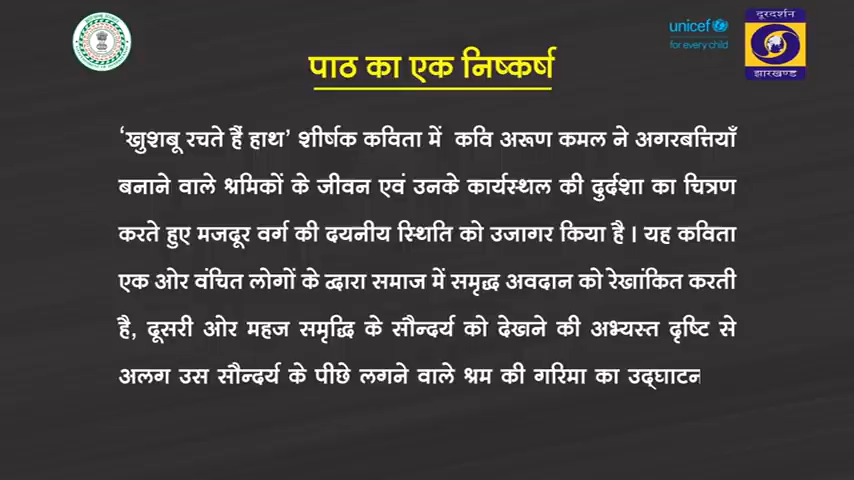 unicef
for every child
दूरदर्शन
झारखण्ड
पाठ का एक निष्कर्ष
‘खुशबू रचते हैं हाथ’ शीर्षक कविता में कवि अरूण कमल ने अगरबत्तियाँ
बनाने वाले श्रमिकों के जीवन एवं उनके कार्यस्थल की दुर्दशा का चित्रण
करते हुए मजदूर वर्ग की दयनीय स्थिति को उजागर किया है। यह कविता
एक ओर वंचित लोगों के द्वारा समाज में समृद्ध अवदान को रेखांकित करती
है, दूसरी ओर महज समृद्धि के सौन्दर्य को देखने की अभ्यस्त दृष्टि से
अलग उस सौन्दर्य के पीछे लगने वाले श्रम की गरिमा का उद्घाटन